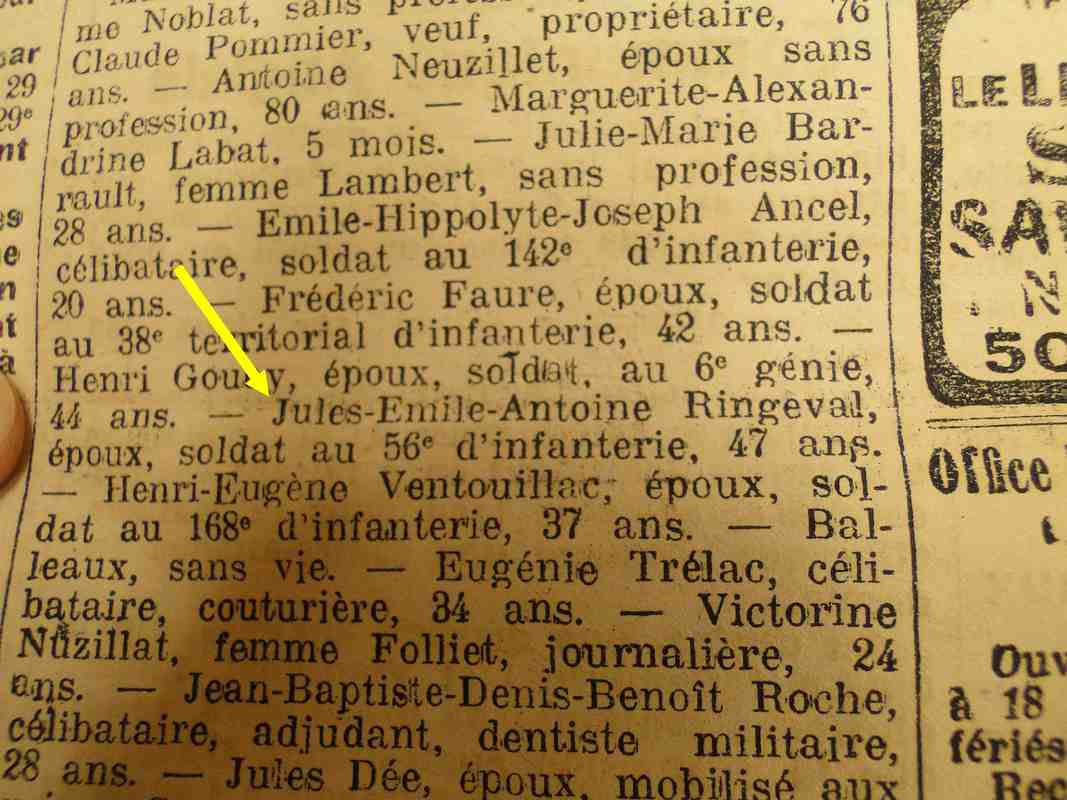 me Noblat, sans
Claude Pommier, veuf, propriétaire, 76
ans. — Antoine Neuzillet, époux sans
profession, 80 ans. — Marguerite-Alexan-
drine Labat, 5 mois. — Julie-Marie Bar-
rault, femme Lambert, sans profession,
28 ans. — Emile-Hippolyte-Joseph Ancel,
célibataire, soldat au 142e d'infanterie,
20 ans. — Frédéric Faure, époux, soldat
au 38e territorial d'infanterie, 42 ans. —
Henri Goury, époux, soldat, au 6e génie,
44 ans. — Jules-Emile-Antoine Ringeval,
époux, soldat au 56e d'infanterie, 47 ans.
— Henri-Eugène Ventouillac, époux, sol-
dat au 168e d'infanterie, 37 ans. — Bal-
leaux, sans vie. — Eugénie Trélac, céli-
bataire, couturière, 34 ans. — Victorine
Nuzillat, femme Folliet, journalière, 24
ans. — Jean-Baptiste-Denis-Benoît Roche,
célibataire, adjudant, dentiste militaire,
28 ans. — Jules Dée, époux, mobilisé aux
29
29e
LE
50
Office
Ouv
à 18
fériés
Rec